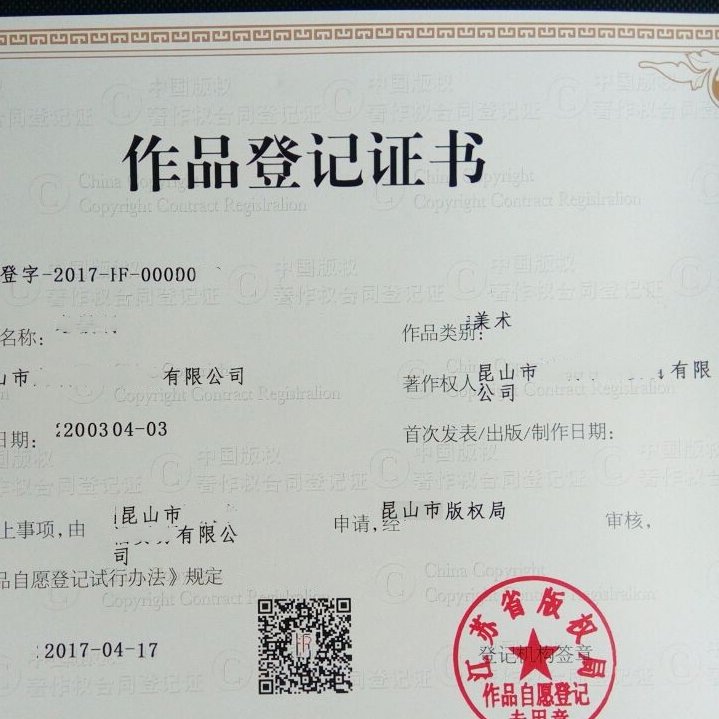 作品登记证书
登字-2017-HF-00000
名称:
作品类别: 美术
山市 有限公司
著作权人 昆山市 有限
公司
日期: 200304-03
首次发表/出版/制作日期:
上事项,由 昆山市 有限公
司
申请,经 昆山市版权局 审核,
品自愿登记试行办法》规定
2017-04-17
登记机构签章
江苏省版权局
作品自愿登记
专用章
中国版权
著作权合同登记证
China Copyright
Copyright Contract Registration